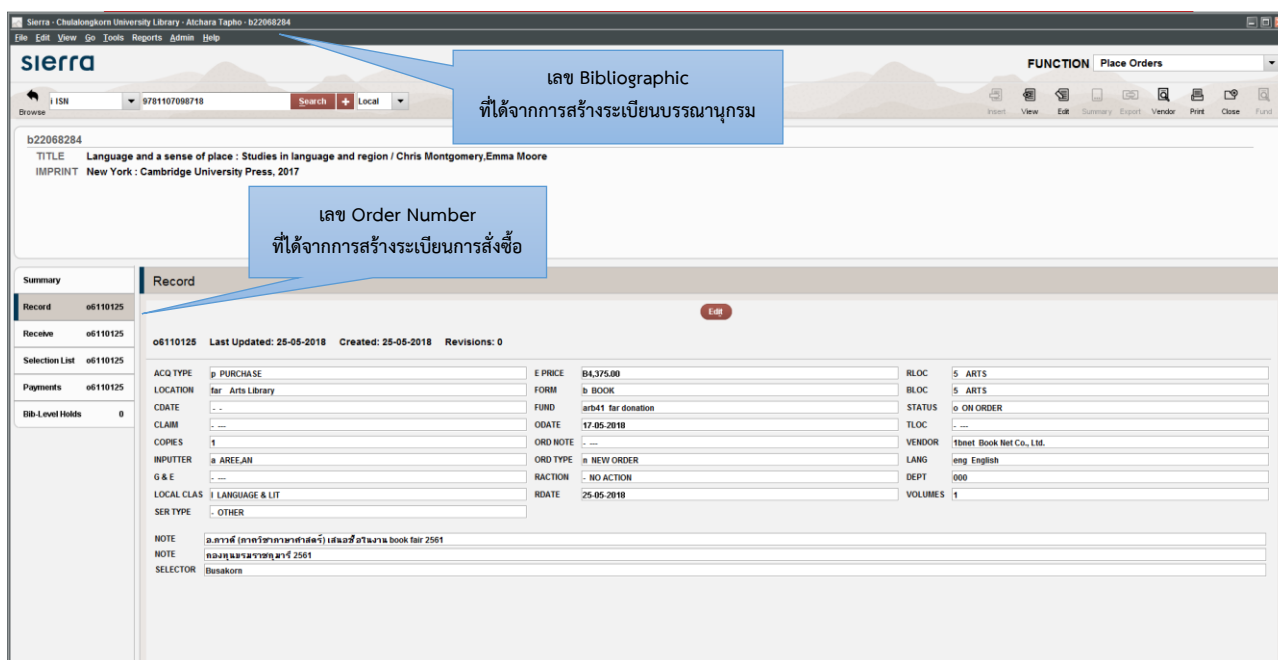 Sierra - Chulalongkorn University Library - Atchara Tapho - b22068284
File Edit View Go Tools Reports Admin Help
sierra
FUNCTION Place Orders
เลข Bibliographic
ที่ได้จากการสร้างระเบียนบรรณานุกรม
Browse i ISN 9781107098718 Search + Local
Insert View Edit Summary Export Vendor Print Close Fund
b22068284
TITLE Language and a sense of place : Studies in language and region / Chris Montgomery,Emma Moore
IMPRINT New York : Cambridge University Press, 2017
เลข Order Number
ที่ได้จากการสร้างระเบียนการสั่งซื้อ
Summary
Record o6110125
Receive o6110125
Selection List o6110125
Payments o6110125
Bib-Level Holds 0
Record
Edit
o6110125 Last Updated: 25-05-2018 Created: 25-05-2018 Revisions: 0
ACQ TYPE p PURCHASE E PRICE B4,375.00 RLOC 5 ARTS
LOCATION far Arts Library FORM b BOOK BLOC 5 ARTS
CDATE - - FUND arb41 far donation STATUS o ON ORDER
CLAIM - --- ODATE 17-05-2018 TLOC - ---
COPIES 1 ORD NOTE - --- VENDOR 1bnet Book Net Co., Ltd.
INPUTTER a AREE,AN ORD TYPE n NEW ORDER LANG eng English
G & E - --- RACTION - NO ACTION DEPT 000
LOCAL CLAS l LANGUAGE & LIT RDATE 25-05-2018 VOLUMES 1
SER TYPE - OTHER
NOTE อ.ภาวดี (ภาควิชาภาษาศาสตร์) เสนอซื้อในงาน book fair 2561
NOTE กองทุนบรมราชกุมารี 2561
SELECTOR Busakorn